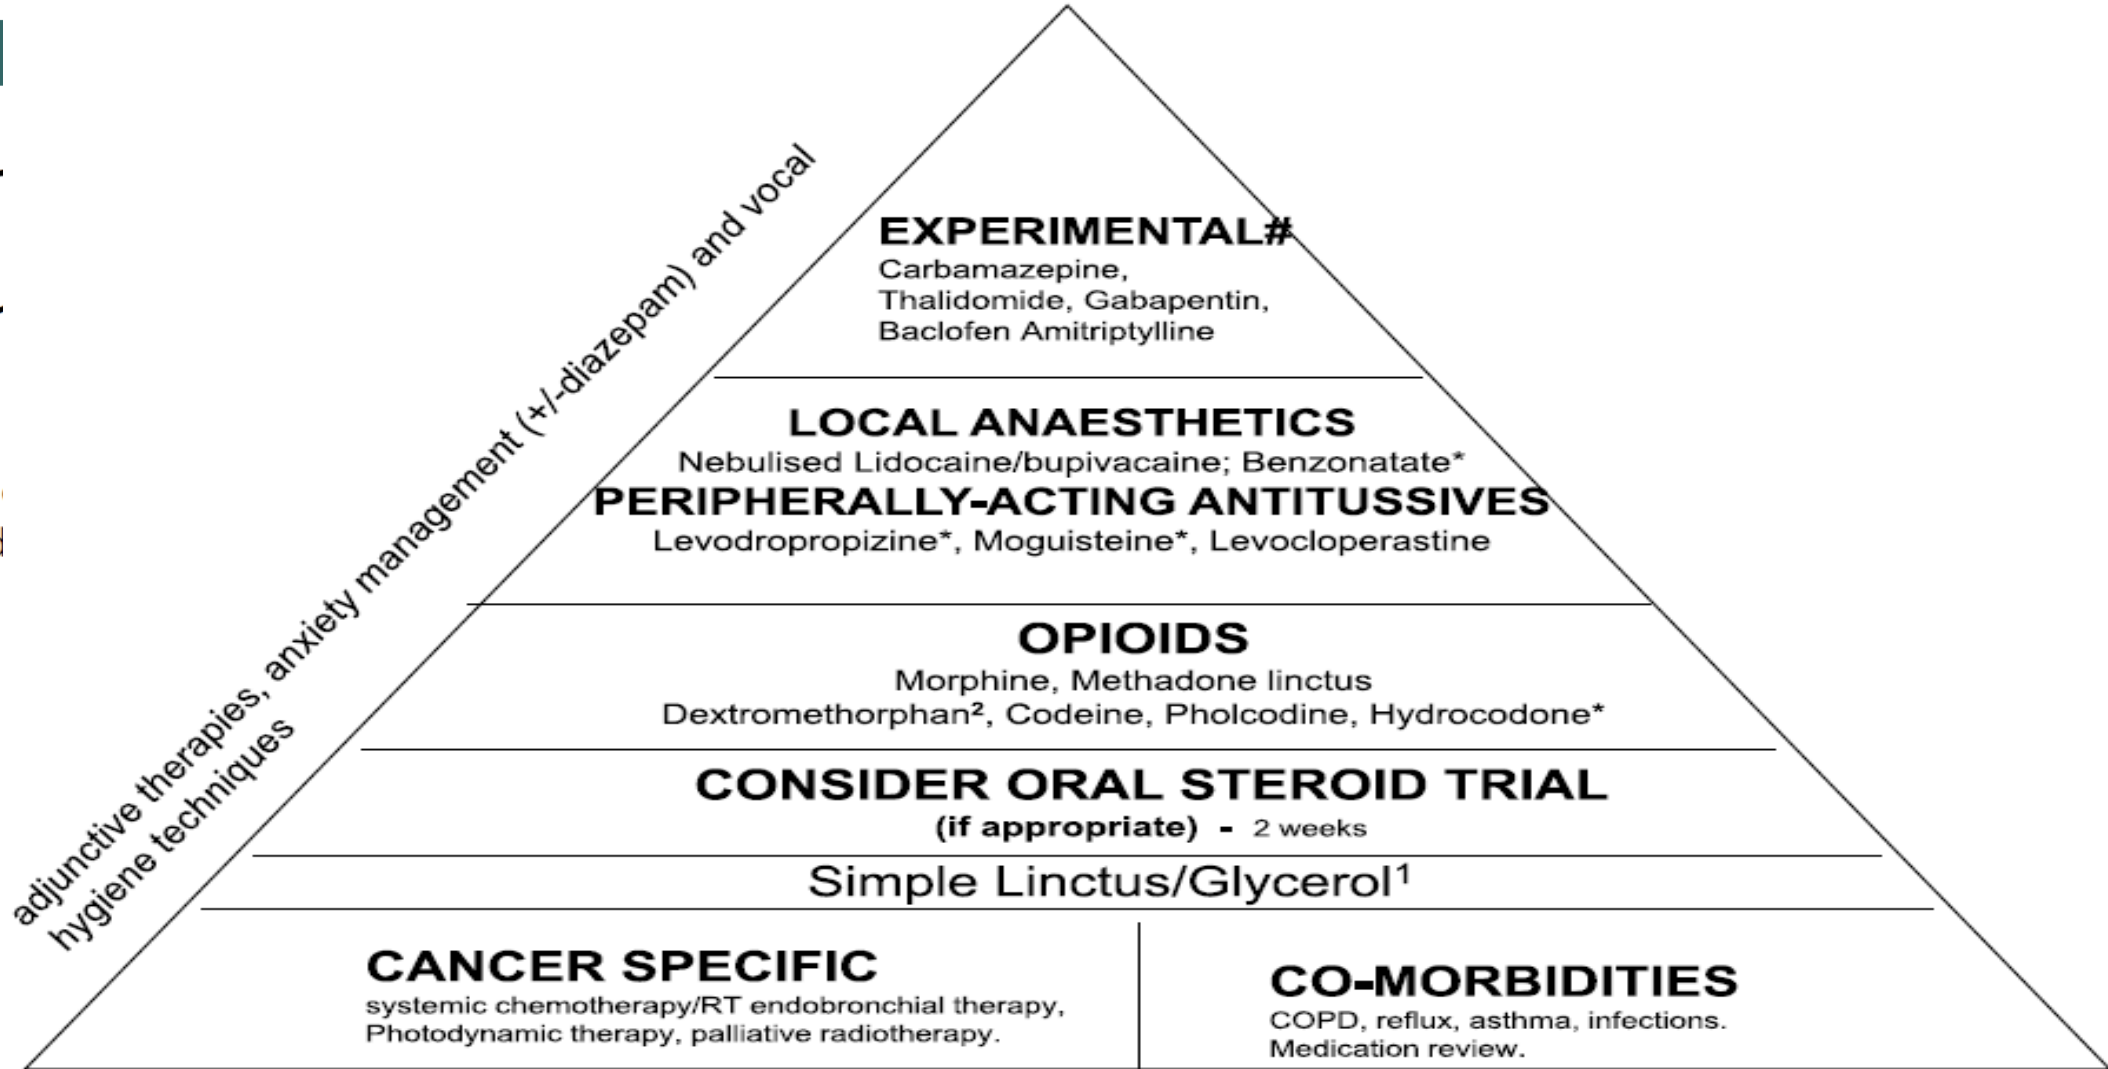 EXPERIMENTAL#
Carbamazepine,
Thalidomide, Gabapentin,
Baclofen Amitriptylline
LOCAL ANAESTHETICS
Nebulised Lidocaine/bupivacaine; Benzonatate*
PERIPHERALLY-ACTING ANTITUSSIVES
Levodropropizine*, Moguisteine*, Levocloperastine
OPIOIDS
Morphine, Methadone linctus
Dextromethorphan², Codeine, Pholcodine, Hydrocodone*
CONSIDER ORAL STEROID TRIAL
(if appropriate) - 2 weeks
Simple Linctus/Glycerol¹
CANCER SPECIFIC
systemic chemotherapy/RT endobronchial therapy,
Photodynamic therapy, palliative radiotherapy.
CO-MORBIDITIES
COPD, reflux, asthma, infections.
Medication review.
adjunctive therapies, anxiety management (+/-diazepam) and vocal
hygiene techniques